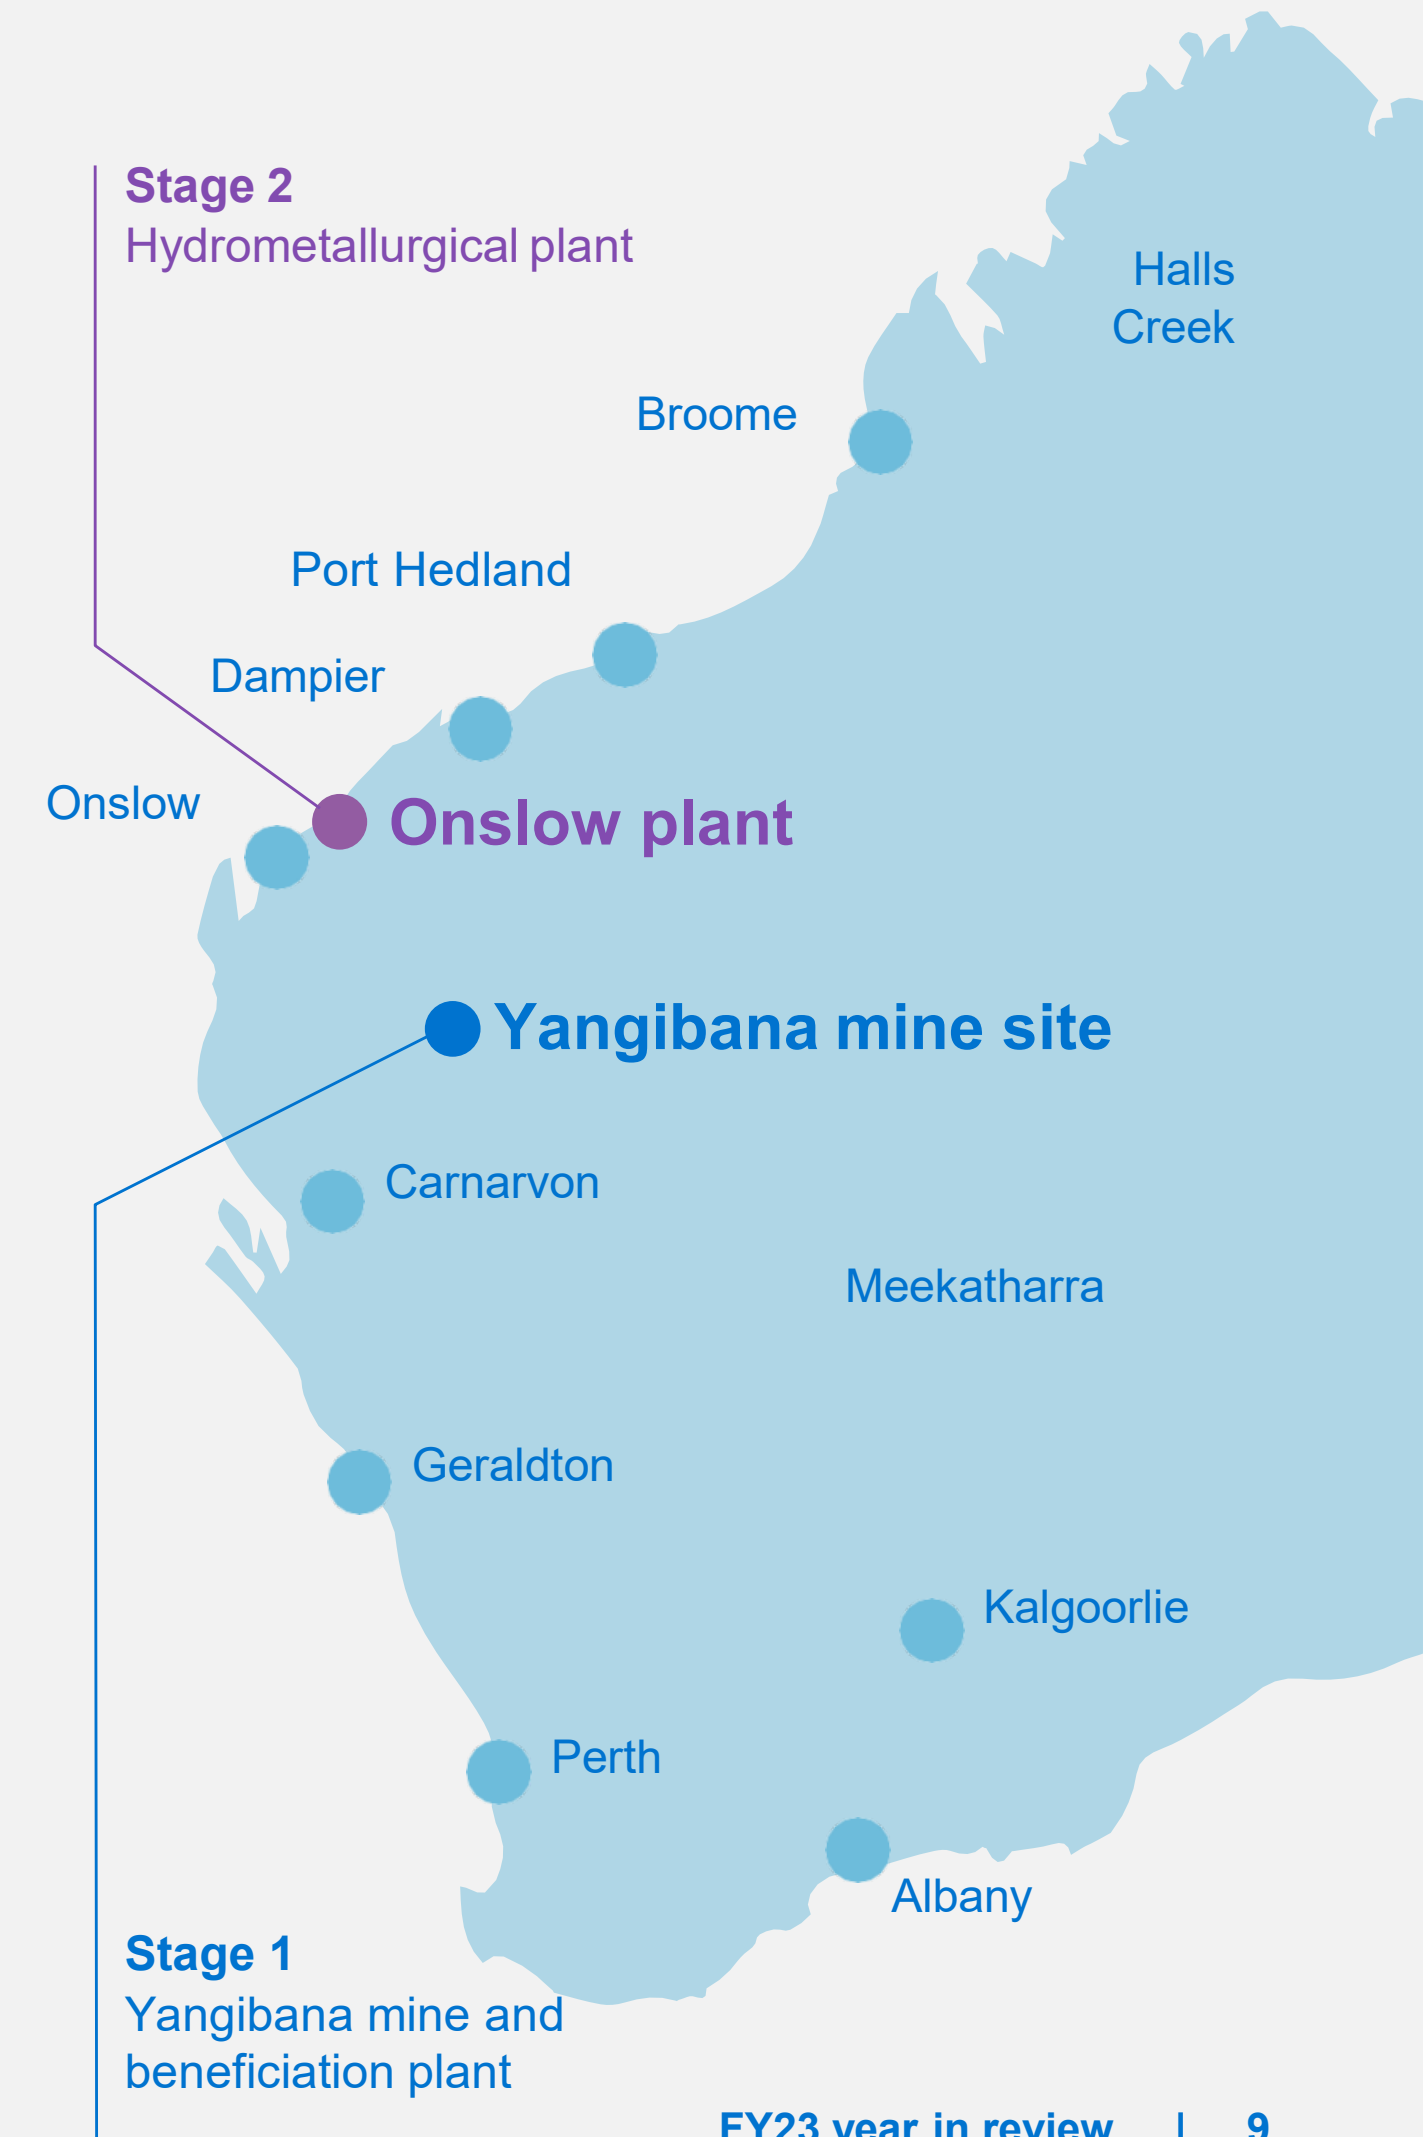 Stage 2
Hydrometallurgical plant
Halls
Creek
Broome
Port Hedland
Dampier
Onslow
Onslow plant
Yangibana mine site
Carnarvon
Meekatharra
Geraldton
Kalgoorlie
Perth
Albany
Stage 1
Yangibana mine and
beneficiation plant
FY23 year in review | 9